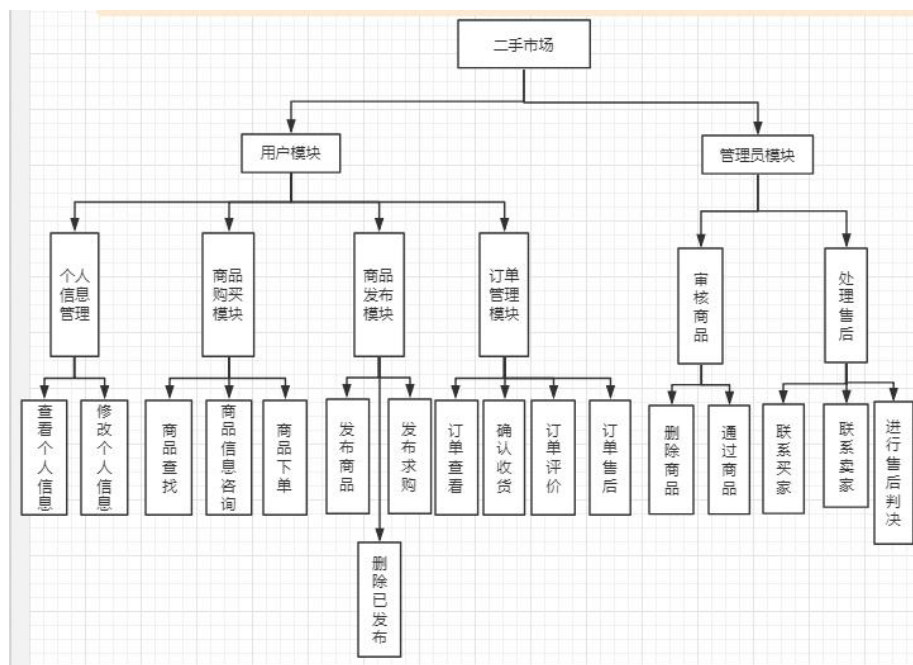 二手市场
用户模块
管理员模块
个人
信息
管理
商品
购买
模块
商品
发布
模块
订单
管理
模块
审核商品
处理售后
查看个人信息
修改个人信息
商品查找
商品信息咨询
商品下单
发布商品
发布求购
订单查看
确认收货
订单评价
订单售后
删除商品
通过商品
联系买家
联系卖家
进行售后判决
删除已发布